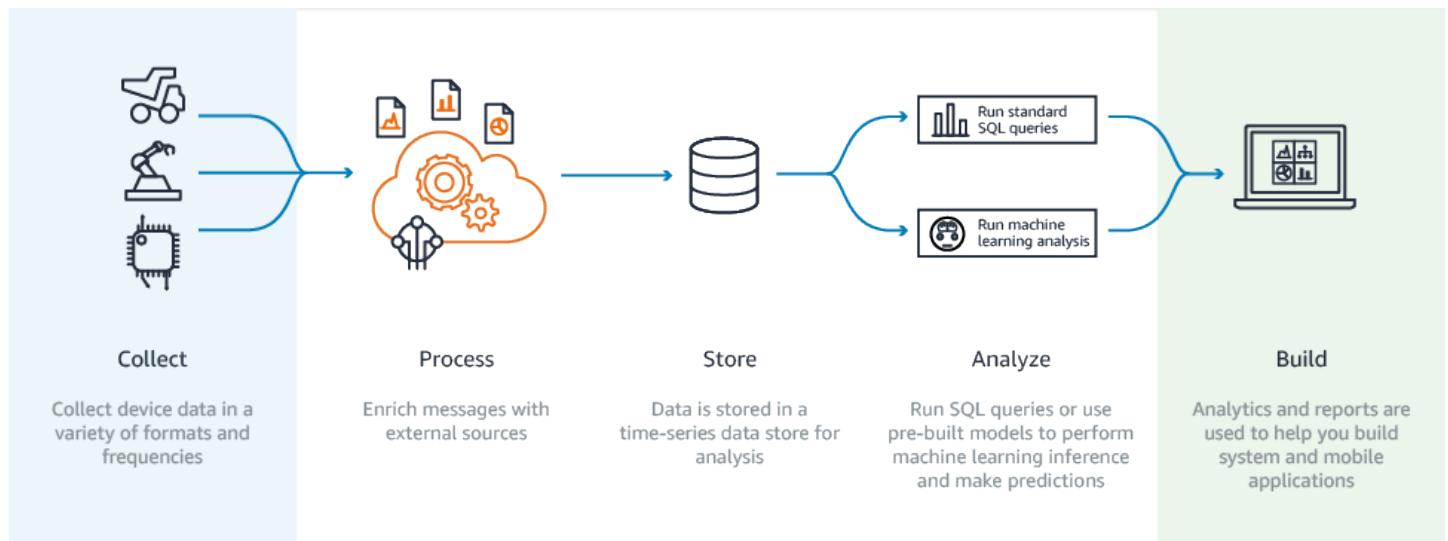 Run standard
SQL queries
Run machine
learning analysis
Collect
Collect device data in a
variety of formats and
frequencies
Process
Enrich messages with
external sources
Store
Data is stored in a
time-series data store for
analysis
Analyze
Run SQL queries or use
pre-built models to perform
machine learning inference
and make predictions
Build
Analytics and reports are
used to help you build
system and mobile
applications